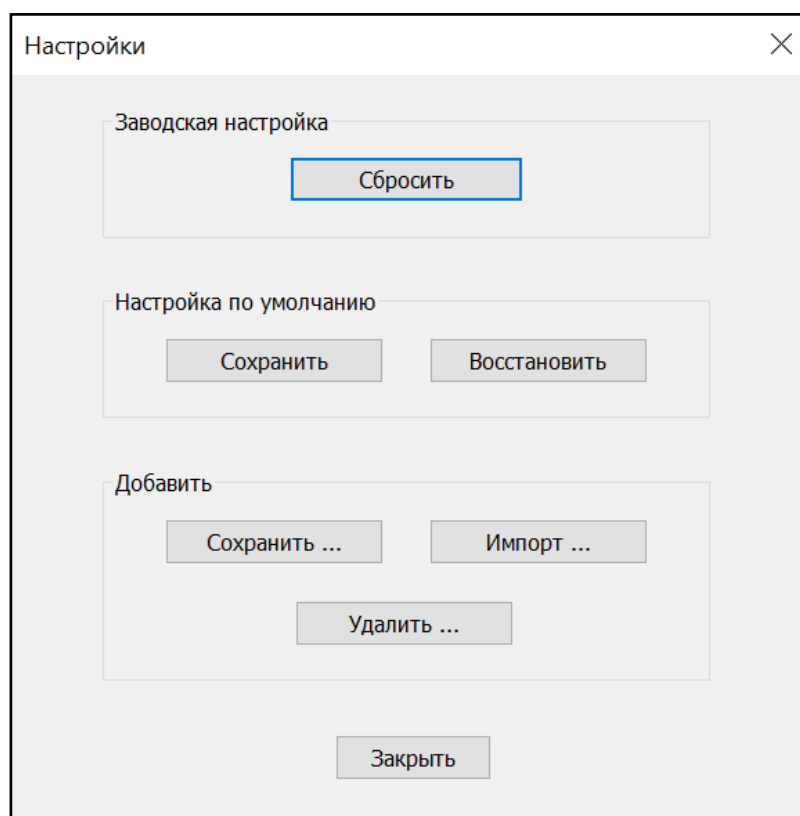 Настройки
Заводская настройка
Сбросить
Настройка по умолчанию
Сохранить Восстановить
Добавить
Сохранить ... Импорт ...
Удалить ...
Закрыть